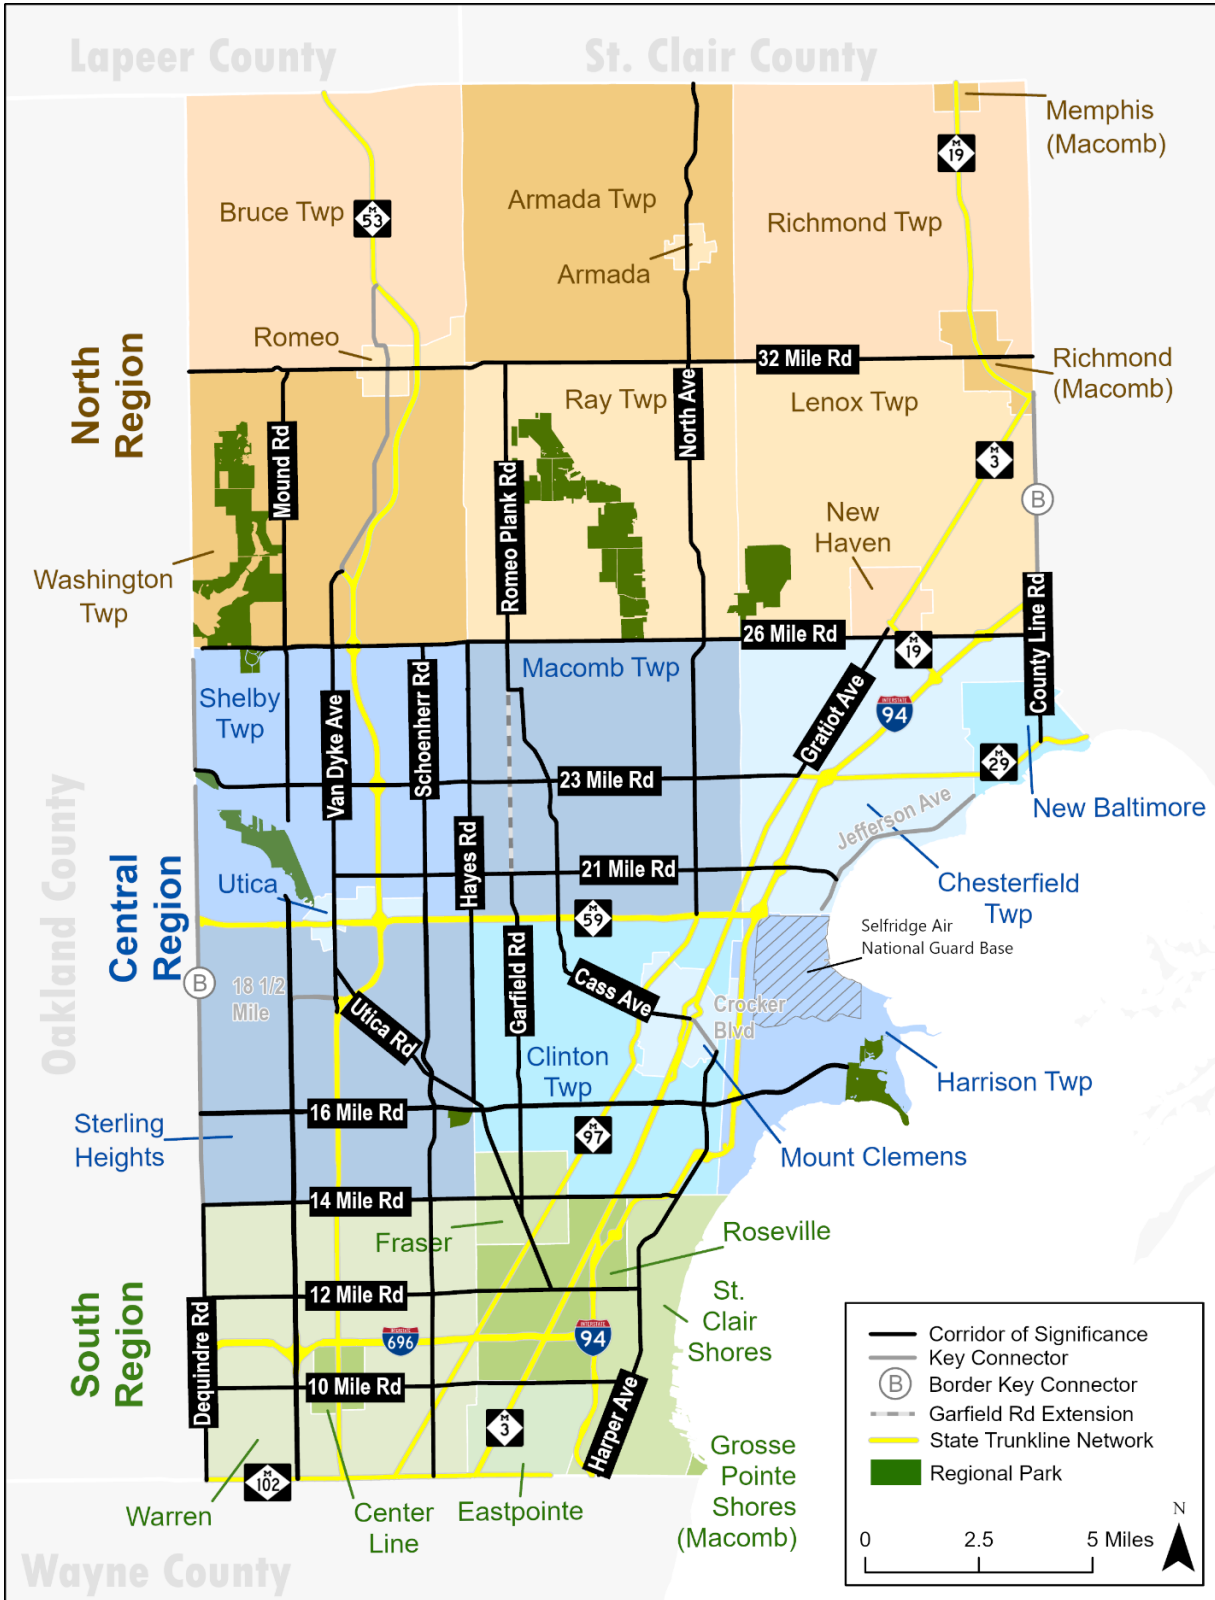 Lapeer County
St. Clair County
Memphis
(Macomb)
M
19
Armada Twp
Bruce Twp
M
53
Richmond Twp
Armada
North
Region
Romeo
32 Mile Rd
Richmond
(Macomb)
Ray Twp
North Ave
Lenox Twp
Mound Rd
Romeo Plank Rd
M
3
B
New
Haven
Washington
Twp
County Line Rd
26 Mile Rd
M
19
Macomb Twp
Shelby
Twp
Schoenherr Rd
Van Dyke Ave
Gratiot Ave
INTERSTATE
94
M
29
23 Mile Rd
New Baltimore
Jefferson Ave
Oakland County
Central
Region
Hayes Rd
21 Mile Rd
Utica
Chesterfield
Twp
M
59
Selfridge Air
National Guard Base
Garfield Rd
B
18 1/2
Mile
Cass Ave
Crocker
Blvd
Utica Rd
Clinton
Twp
Harrison Twp
16 Mile Rd
Sterling
Heights
M
97
Mount Clemens
14 Mile Rd
Fraser
Roseville
South
Region
12 Mile Rd
St.
Clair
Shores
Dequindre Rd
INTERSTATE
696
INTERSTATE
94
10 Mile Rd
Harper Ave
M
3
Grosse
Pointe
Shores
(Macomb)
M
102
Warren
Center
Line
Eastpointe
Wayne County
Corridor of Significance
Key Connector
B
Border Key Connector
Garfield Rd Extension
State Trunkline Network
Regional Park
N
0
2.5
5 Miles